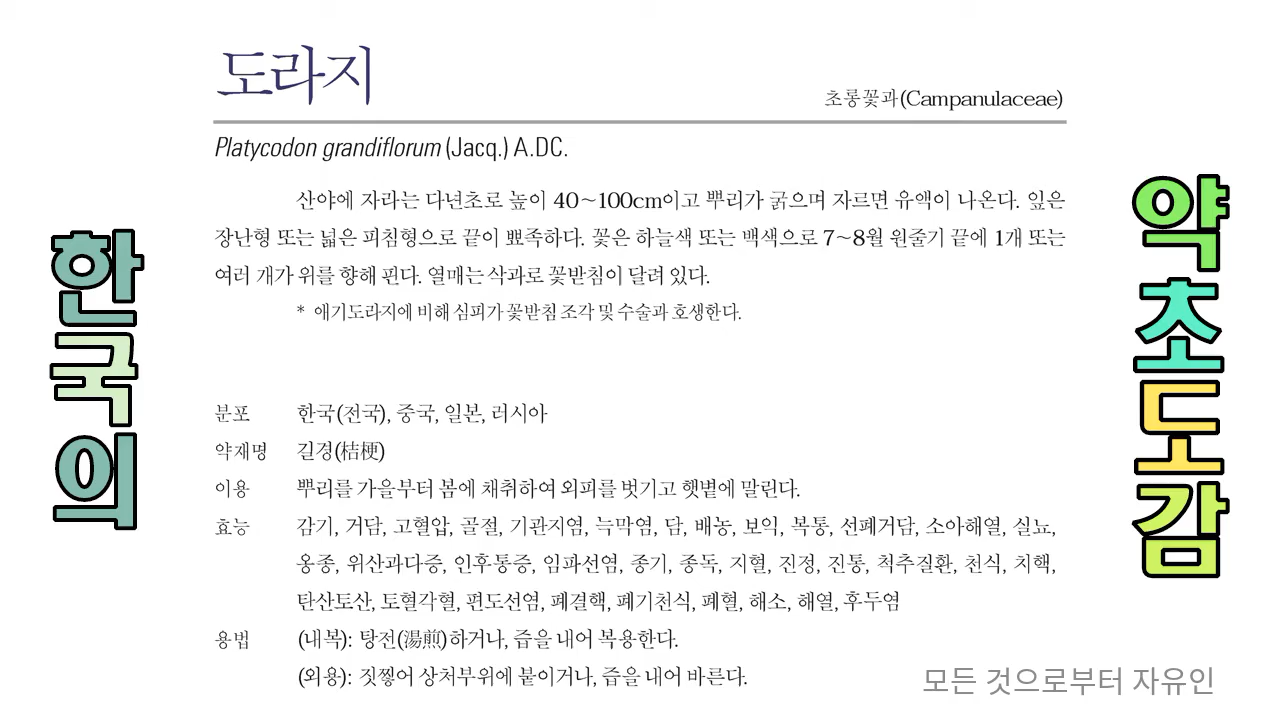 도라지
초롱꽃과(Campanulaceae)
Platycodon grandiflorum (Jacq.) A.DC.
산야에 자라는 다년초로 높이 40~100cm이고 뿌리가 굵으며 자르면 유액이 나온다. 잎은
장난형 또는 넓은 피침형으로 끝이 뾰족하다. 꽃은 하늘색 또는 백색으로 7~8월 원줄기 끝에 1개 또는
여러 개가 위를 향해 핀다. 열매는 삭과로 꽃받침이 달려 있다.
* 애기도라지에 비해 심피가 꽃받침 조각 및 수술과 호생한다.
분포 한국(전국), 중국, 일본, 러시아
약재명 길경(桔梗)
이용 뿌리를 가을부터 봄에 채취하여 외피를 벗기고 햇볕에 말린다.
효능 감기, 거담, 고혈압, 골절, 기관지염, 늑막염, 담, 배농, 보익, 복통, 선폐거담, 소아해열, 실뇨,
옹종, 위산과다증, 인후통증, 임파선염, 종기, 종독, 지혈, 진정, 진통, 척추질환, 천식, 치핵,
탄산토산, 토혈각혈, 편도선염, 폐결핵, 폐기천식, 폐혈, 해소, 해열, 후두염
용법 (내복): 탕전(湯煎)하거나, 즙을 내어 복용한다.
(외용): 짓찧어 상처부위에 붙이거나, 즙을 내어 바른다.
한국의
약초도감
모든 것으로부터 자유인